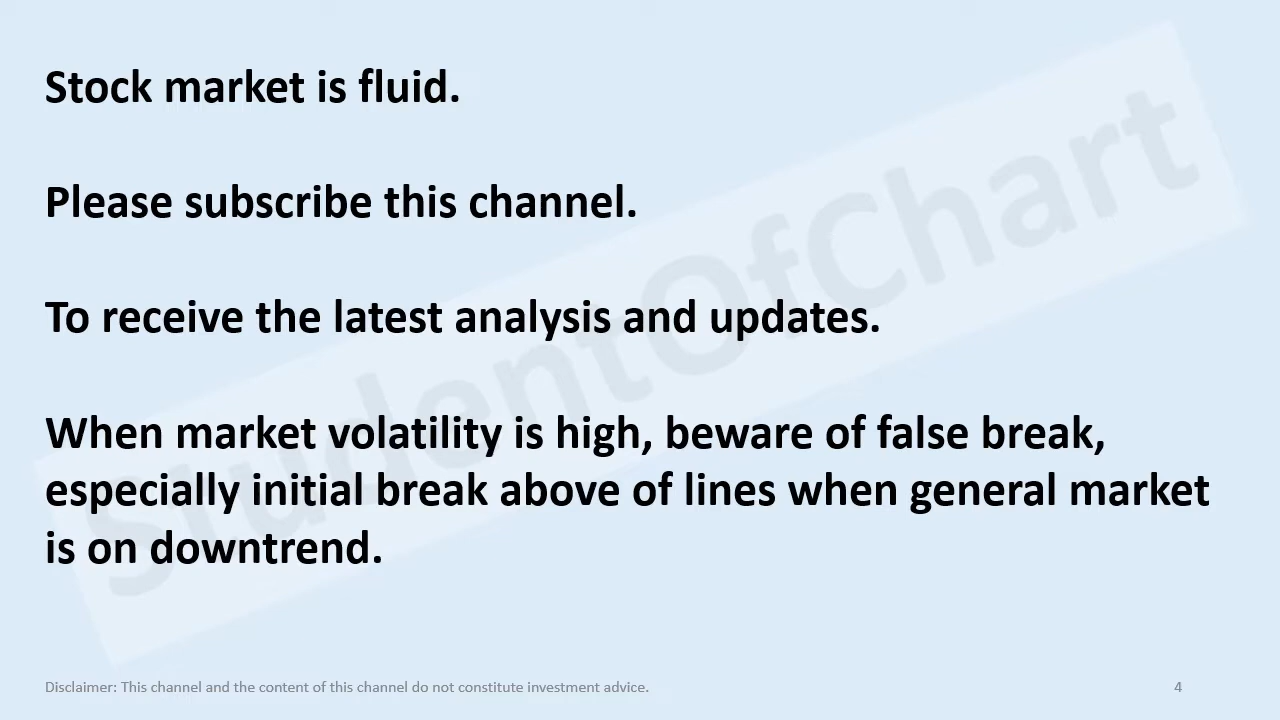 Stock market is fluid.
Please subscribe this channel.
To receive the latest analysis and updates.
When market volatility is high, beware of false break,
especially initial break above of lines when general market
is on downtrend.
StudentOfChart
Disclaimer: This channel and the content of this channel do not constitute investment advice.
4